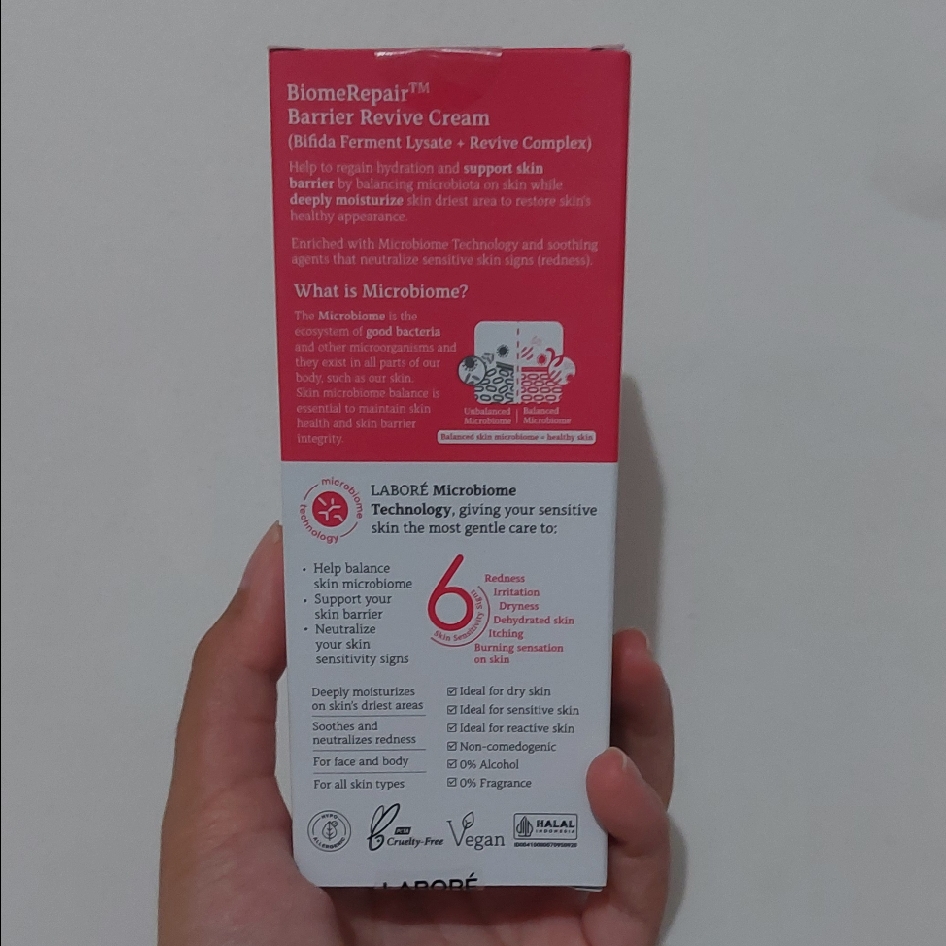 BiomeRepair™
Barrier Revive Cream
(Bifida Ferment Lysate + Revive Complex)
Help to regain hydration and support skin
barrier by balancing microbiota on skin while
deeply moisturize skin driest area to restore skin's
healthy appearance.
Enriched with Microbiome Technology and soothing
agents that neutralize sensitive skin signs (redness).
What is Microbiome?
The Microbiome is the
ecosystem of good bacteria
and other microorganisms and
they exist in all parts of our
body, such as our skin.
Skin microbiome balance is
essential to maintain skin
health and skin barrier
integrity.
Unbalanced
Microbiome
Balanced
Microbiome
Balanced skin microbiome = healthy skin
microbiome
technology
LABORÉ Microbiome
Technology, giving your sensitive
skin the most gentle care to:
• Help balance
skin microbiome
• Support your
skin barrier
• Neutralize
your skin
sensitivity signs
6
Skin Sensitivity Signs
Redness
Irritation
Dryness
Dehydrated skin
Itching
Burning sensation
on skin
Deeply moisturizes
on skin's driest areas
Soothes and
neutralizes redness
For face and body
For all skin types
☑ Ideal for dry skin
☑ Ideal for sensitive skin
☑ Ideal for reactive skin
☑ Non-comedogenic
☑ 0% Alcohol
☑ 0% Fragrance
HYPO
ALLERGENIC
PETA
Cruelty-Free
Vegan
HALAL
INDONESIA
LABORÉ